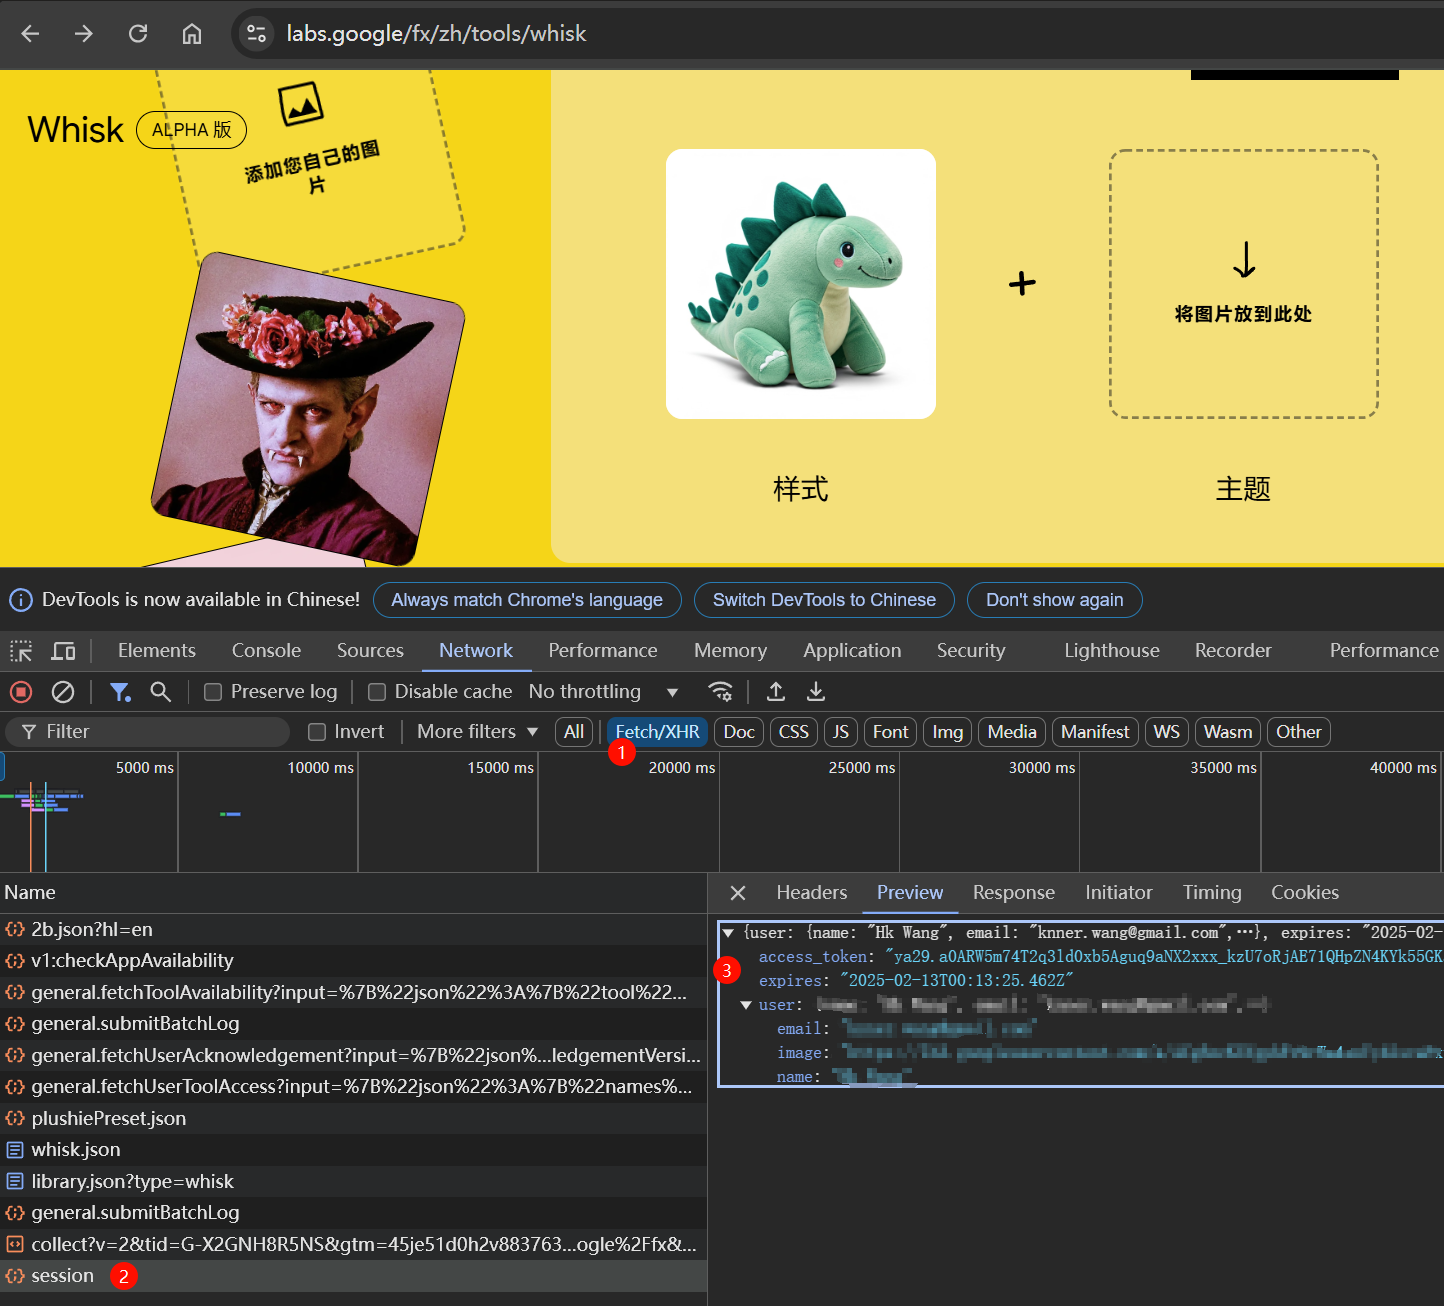 labs.google/fx/zh/tools/whisk
Whisk
ALPHA 版
添加您自己的图
片
将图片放到此处
样式
主题
DevTools is now available in Chinese!
Always match Chrome's language
Switch DevTools to Chinese
Don't show again
Elements
Console
Sources
Network
Performance
Memory
Application
Security
Lighthouse
Recorder
Performance
Preserve log
Disable cache
No throttling
Filter
Invert
More filters
All
Fetch/XHR
Doc
CSS
JS
Font
Img
Media
Manifest
WS
Wasm
Other
1
5000 ms
10000 ms
15000 ms
20000 ms
25000 ms
30000 ms
35000 ms
40000 ms
Name
2b.json?hl=en
v1:checkAppAvailability
general.fetchToolAvailability?input=%7B%22json%22%3A%7B%22tool%22...
general.submitBatchLog
general.fetchUserAcknowledgement?input=%7B%22json%...ledgementVersi...
general.fetchUserToolAccess?input=%7B%22json%22%3A%7B%22names%...
plushiePreset.json
whisk.json
library.json?type=whisk
general.submitBatchLog
collect?v=2&tid=G-X2GNH8R5NS&gtm=45je51d0h2v883763...ogle%2Ffx&...
session
2
Headers
Preview
Response
Initiator
Timing
Cookies
{user: {name: "Hk Wang", email: "knner.wang@gmail.com",…}, expires: "2025-02-
access_token: "ya29.a0ARW5m74T2q3ld0xb5Aguq9aNX2xxx_kzU7oRjAE71QHpZN4KYk55GK
3
expires: "2025-02-13T00:13:25.462Z"
user:
email:
image:
name: